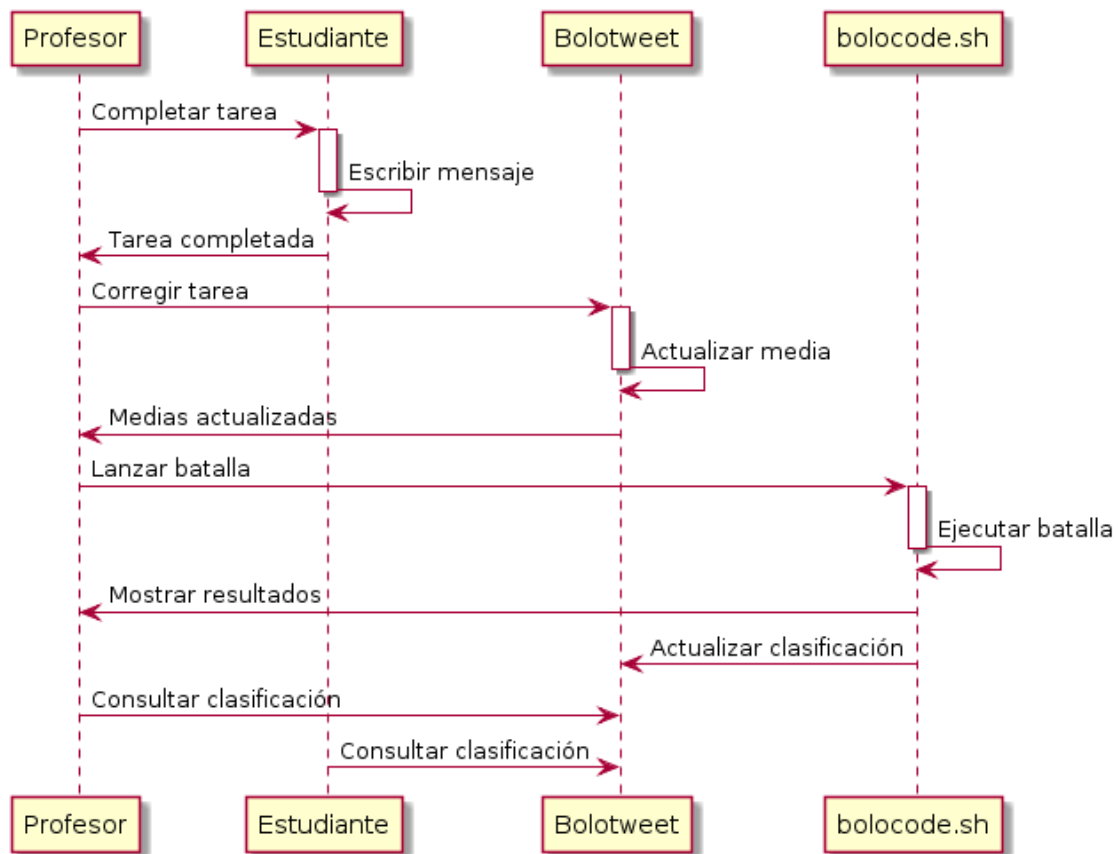 Profesor
Estudiante
Bolotweet
bolocode.sh
Completar tarea
Escribir mensaje
Tarea completada
Corregir tarea
Actualizar media
Medias actualizadas
Lanzar batalla
Ejecutar batalla
Mostrar resultados
Actualizar clasificación
Consultar clasificación
Consultar clasificación
Profesor
Estudiante
Bolotweet
bolocode.sh